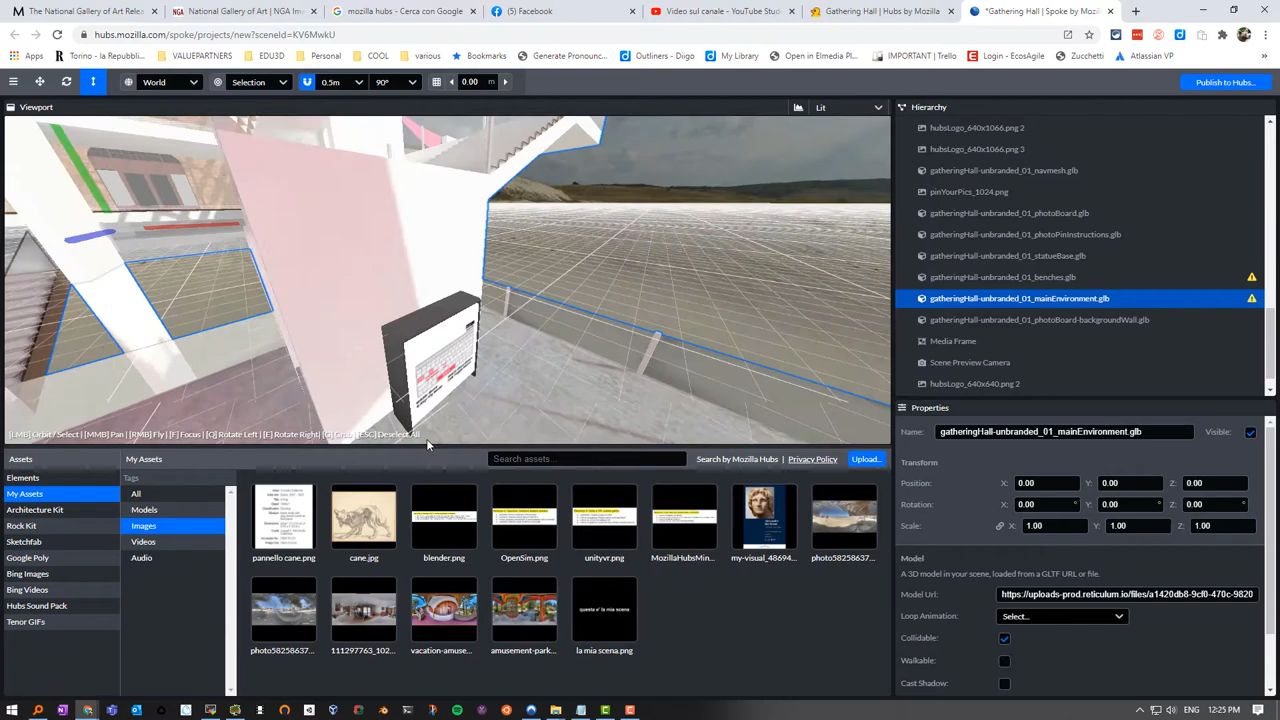 The National Gallery of Art Relea
National Gallery of Art | NGA Ima
mozilla hubs - Cerca con Google
(5) Facebook
Video sul canale - YouTube Studi
Gathering Hall | Hubs by Mozilla
*Gathering Hall | Spoke by Mozill
hubs.mozilla.com/spoke/projects/new?sceneId=KV6MwkU
Apps
Torino - la Repubbli...
persone
EDU3D
Packt
COOL
various
Bookmarks
Generate Pronounc...
Outliners - Diigo
My Library
Open in Elmedia Pl...
IMPORTANT | Trello
Login - EcosAgile
Zucchetti
Atlassian VP
World
Selection
0.5m
90°
0.00 m
Publish to Hubs...
Viewport
Lit
Hierarchy
hubsLogo_640x1066.png 2
hubsLogo_640x1066.png 3
gatheringHall-unbranded_01_navmesh.glb
pinYourPics_1024.png
gatheringHall-unbranded_01_photoBoard.glb
gatheringHall-unbranded_01_photoPinInstructions.glb
gatheringHall-unbranded_01_statueBase.glb
gatheringHall-unbranded_01_benches.glb
gatheringHall-unbranded_01_mainEnvironment.glb
gatheringHall-unbranded_01_photoBoard-backgroundWall.glb
Media Frame
Scene Preview Camera
hubsLogo_640x640.png 2
[LMB] Orbit / Select | [MMB] Pan | [RMB] Fly | [F] Focus | [Q] Rotate Left | [E] Rotate Right | [G] Grab | [ESC] Deselect All
Properties
Name: gatheringHall-unbranded_01_mainEnvironment.glb Visible:
Transform
Position: X: 0.00 Y: 0.00 Z: 0.00
Rotation: X: 0.00 ° Y: 0.00 ° Z: 0.00 °
Scale: X: 1.00 Y: 1.00 Z: 1.00
Model
A 3D model in your scene, loaded from a GLTF URL or file.
Model Url: https://uploads-prod.reticulum.io/files/a1420db8-9cf0-470c-9820
Loop Animation: Select...
Collidable:
Walkable:
Cast Shadow:
Assets
My Assets
Search assets...
Search by Mozilla Hubs
Privacy Policy
Upload...
Elements
My Assets
Architecture Kit
Rock Kit
Sketchfab
Google Poly
Bing Images
Bing Videos
Hubs Sound Pack
Tenor GIFs
Tags
All
Models
Images
Videos
Audio
pannello cane.png
cane.jpg
blender.png
OpenSim.png
unityvr.png
MozillaHubsMin...
my-visual_48694...
photo58258637...
photo58258637...
111297763_102...
vacation-amuse...
amusement-park...
questa e' la mia scena
la mia scena.png
ENG
12:25 PM